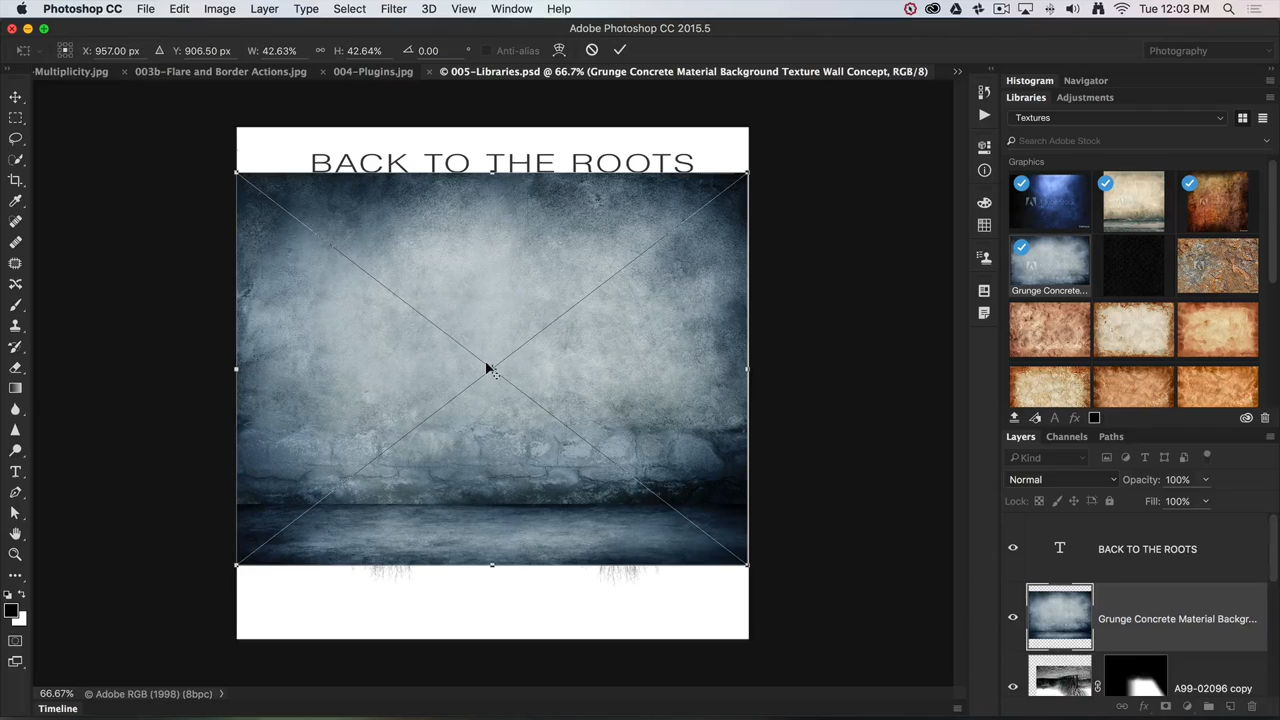 Photoshop CC File Edit Image Layer Type Select Filter 3D View Window Help Tue 12:03 PM
Adobe Photoshop CC 2015.5
X: 957.00 px Y: 906.50 px W: 42.63% H: 42.64% 0.00 ° Anti-alias Photography
Multiplicity.jpg × 003b-Flare and Border Actions.jpg × 004-Plugins.jpg × © 005-Libraries.psd @ 66.7% (Grunge Concrete Material Background Texture Wall Concept, RGB/8)
Histogram Navigator
Libraries Adjustments
Textures
Search Adobe Stock
Graphics
Grunge Concrete...
BACK TO THE ROOTS
Layers Channels Paths
Kind
Normal Opacity: 100%
Lock: Fill: 100%
T BACK TO THE ROOTS
Grunge Concrete Material Backgr...
A99-02096 copy
66.67% © Adobe RGB (1998) (8bpc)
Timeline